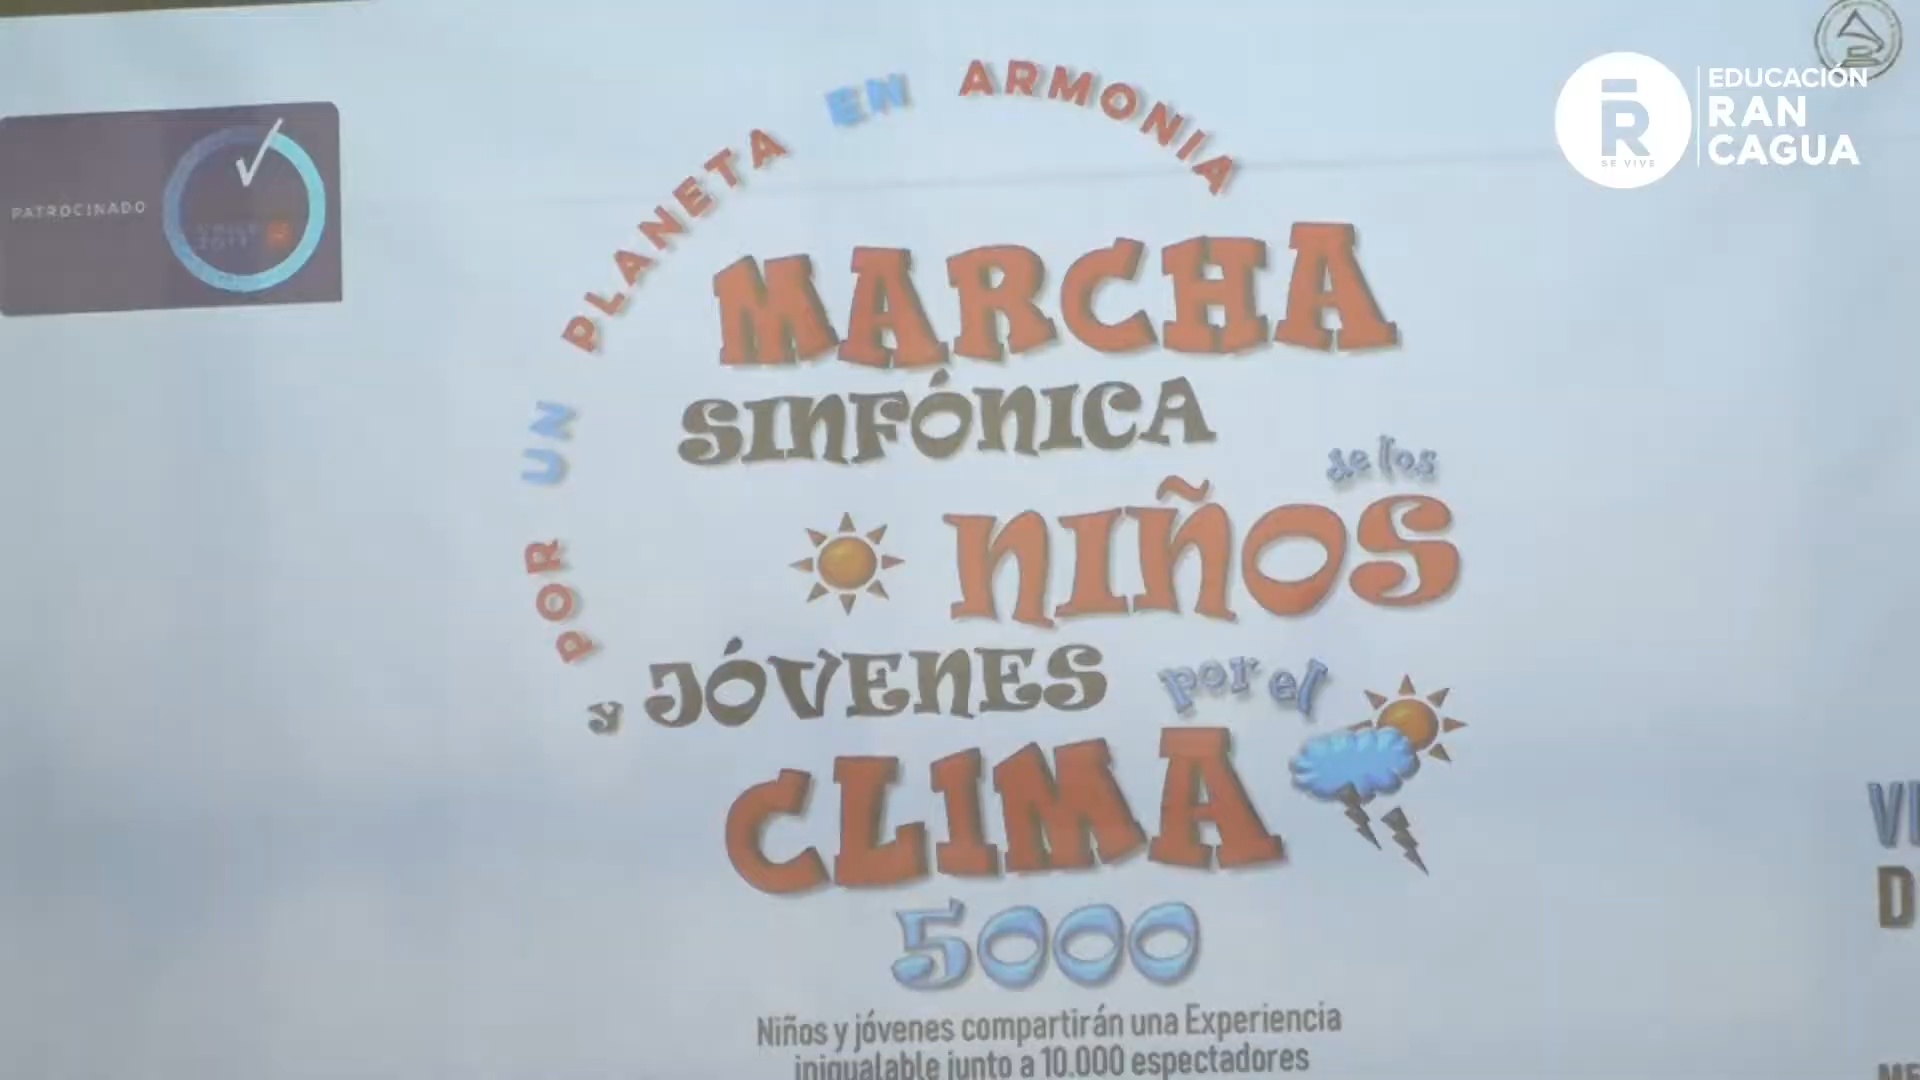 EDUCACIÓN
RAN
CAGUA
SE VIVE
PATROCINADO
POR UN PLANETA EN ARMONIA
MARCHA
SINFÓNICA
de los
NIÑOS
y JÓVENES por el
CLIMA
5000
Niños y jóvenes compartirán una Experiencia
inigualable junto a 10.000 espectadores